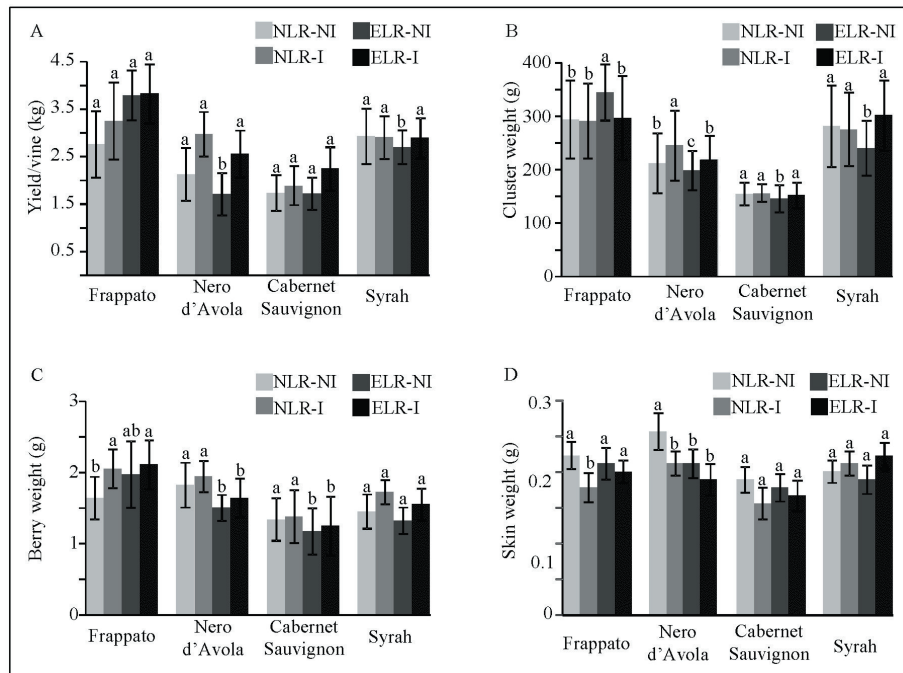 A
NLR-NI ELR-NI
NLR-I ELR-I
Yield/vine (kg)
4.5
3.5
2.5
1.5
0.5
a a a a
a a b a
a a a a
a a b a
Frappato Nero d'Avola Cabernet Sauvignon Syrah
B
NLR-NI ELR-NI
NLR-I ELR-I
Cluster weight (g)
400
300
200
100
0
b b a b
b a c b
a a b a
a a b a
Frappato Nero d'Avola Cabernet Sauvignon Syrah
C
NLR-NI ELR-NI
NLR-I ELR-I
Berry weight (g)
3
2
1
0
b a ab a
a a b b
a a b b
a a a a
Frappato Nero d'Avola Cabernet Sauvignon Syrah
D
NLR-NI ELR-NI
NLR-I ELR-I
Skin weight (g)
0.3
0.2
0.1
0
a b a a
a b b b
a a a a
a a a a
Frappato Nero d'Avola Cabernet Sauvignon Syrah